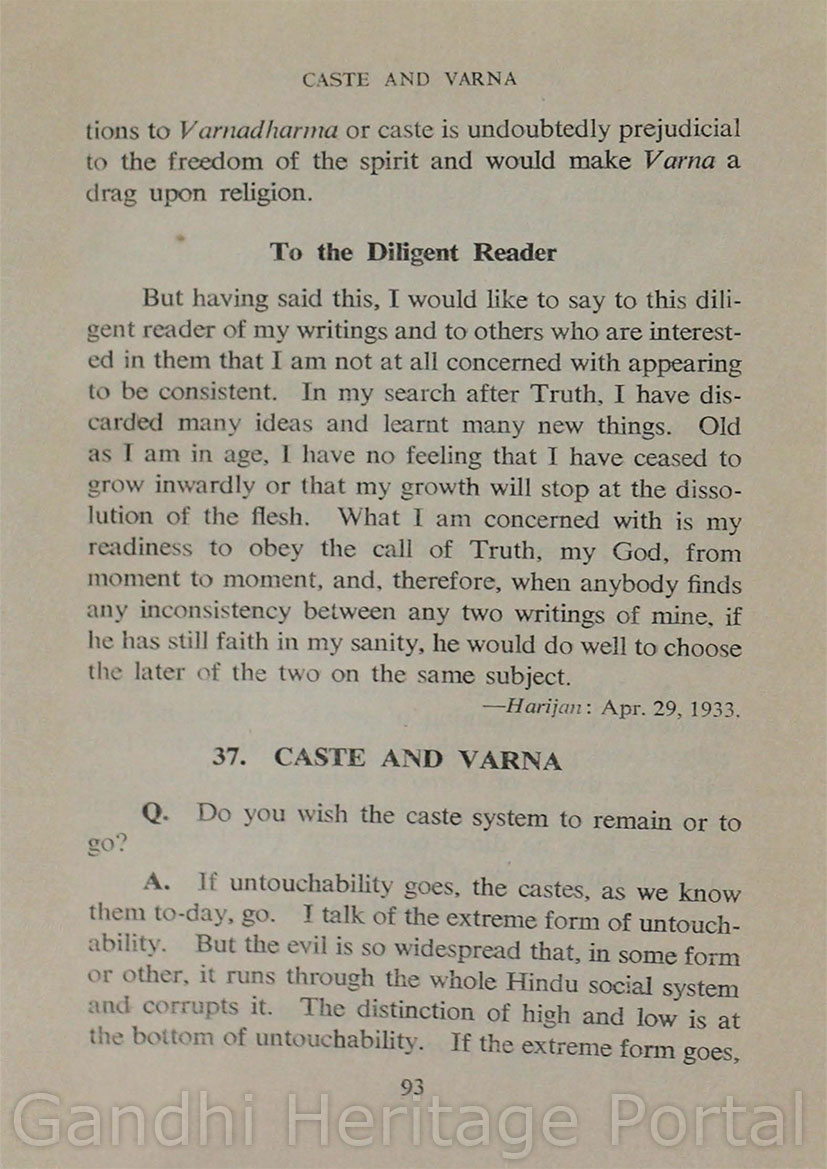 CASTE AND VARNA
tions to Varnadharma or caste is undoubtedly prejudicial
to the freedom of the spirit and would make Varna a
drag upon religion.
To the Diligent Reader
But having said this, I would like to say to this dili-
gent reader of my writings and to others who are interest-
ed in them that I am not at all concerned with appearing
to be consistent. In my search after Truth, I have dis-
carded many ideas and learnt many new things. Old
as I am in age, I have no feeling that I have ceased to
grow inwardly or that my growth will stop at the disso-
lution of the flesh. What I am concerned with is my
readiness to obey the call of Truth, my God, from
moment to moment, and, therefore, when anybody finds
any inconsistency between any two writings of mine, if
he has still faith in my sanity, he would do well to choose
the later of the two on the same subject.
—Harijan: Apr. 29, 1933.
37. CASTE AND VARNA
Q. Do you wish the caste system to remain or to
go?
A. If untouchability goes, the castes, as we know
them to-day, go. I talk of the extreme form of untouch-
ability. But the evil is so widespread that, in some form
or other, it runs through the whole Hindu social system
and corrupts it. The distinction of high and low is at
the bottom of untouchability. If the extreme form goes,
93
Gandhi Heritage Portal